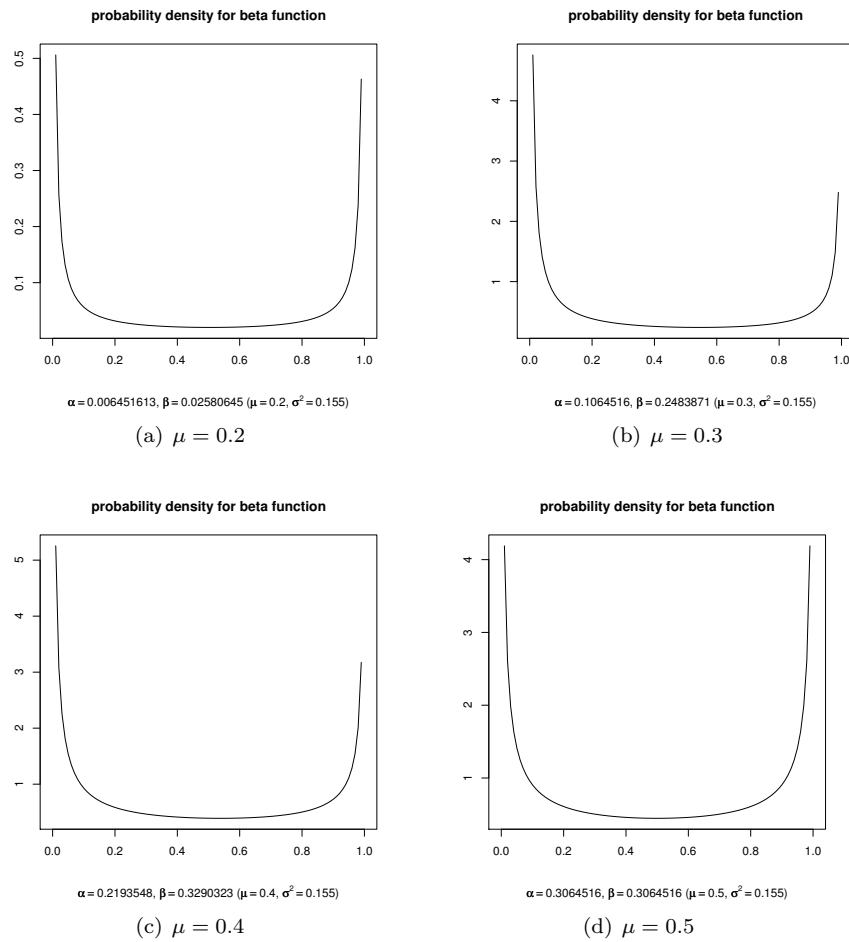 probability density for beta function
0.5
0.4
0.3
0.2
0.1
0.0 0.2 0.4 0.6 0.8 1.0
α = 0.006451613, β = 0.02580645 (μ = 0.2, σ² = 0.155)
(a) μ = 0.2
probability density for beta function
4
3
2
1
0.0 0.2 0.4 0.6 0.8 1.0
α = 0.1064516, β = 0.2483871 (μ = 0.3, σ² = 0.155)
(b) μ = 0.3
probability density for beta function
5
4
3
2
1
0.0 0.2 0.4 0.6 0.8 1.0
α = 0.2193548, β = 0.3290323 (μ = 0.4, σ² = 0.155)
(c) μ = 0.4
probability density for beta function
4
3
2
1
0.0 0.2 0.4 0.6 0.8 1.0
α = 0.3064516, β = 0.3064516 (μ = 0.5, σ² = 0.155)
(d) μ = 0.5